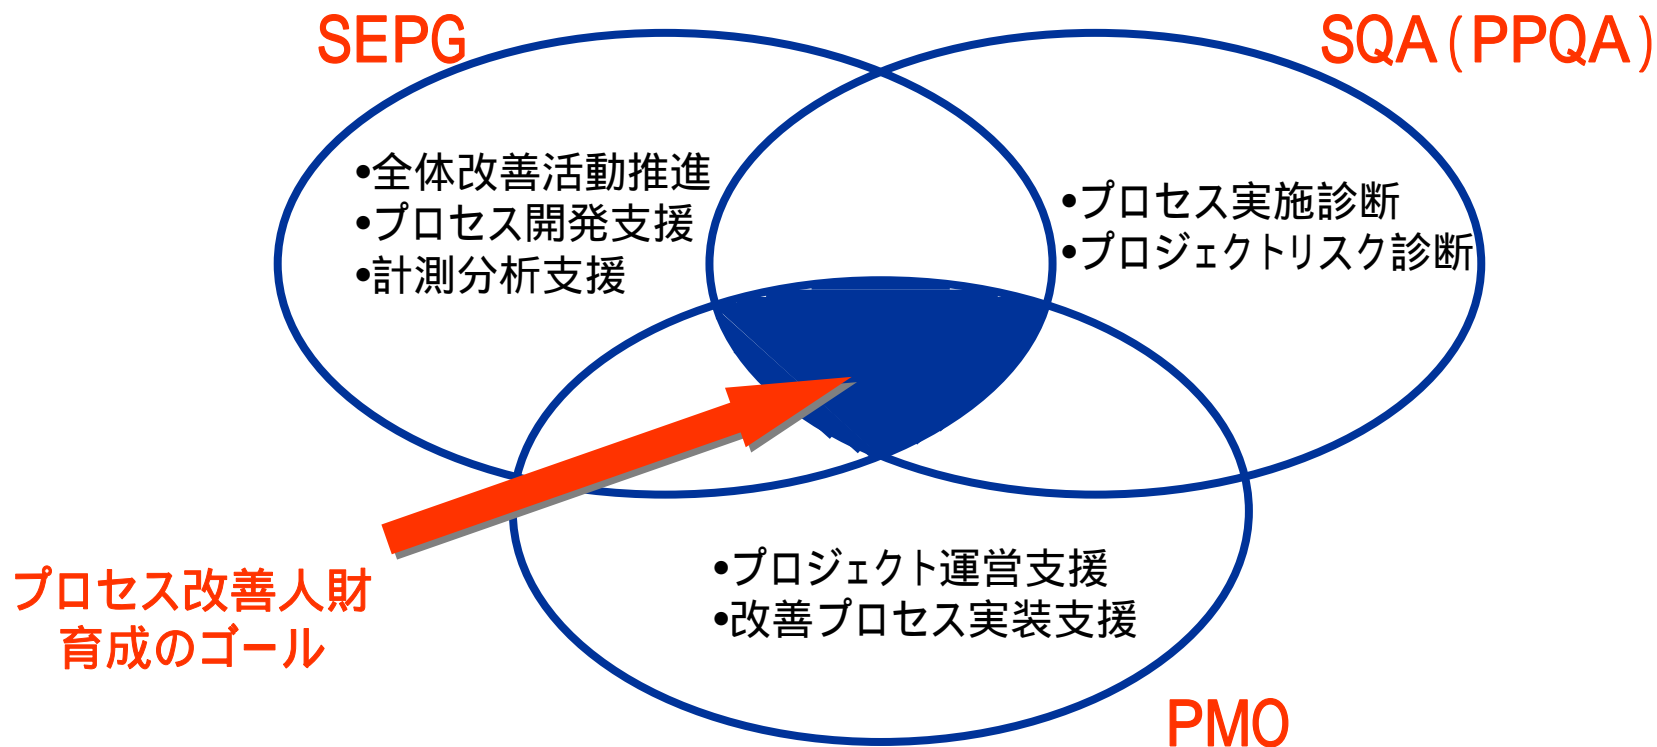 SEPG
SQA(PPQA)
•全体改善活動推進
•プロセス開発支援
•計測分析支援
•プロセス実施診断
•プロジェクトリスク診断
•プロジェクト運営支援
•改善プロセス実装支援
プロセス改善人財
育成のゴール
PMO